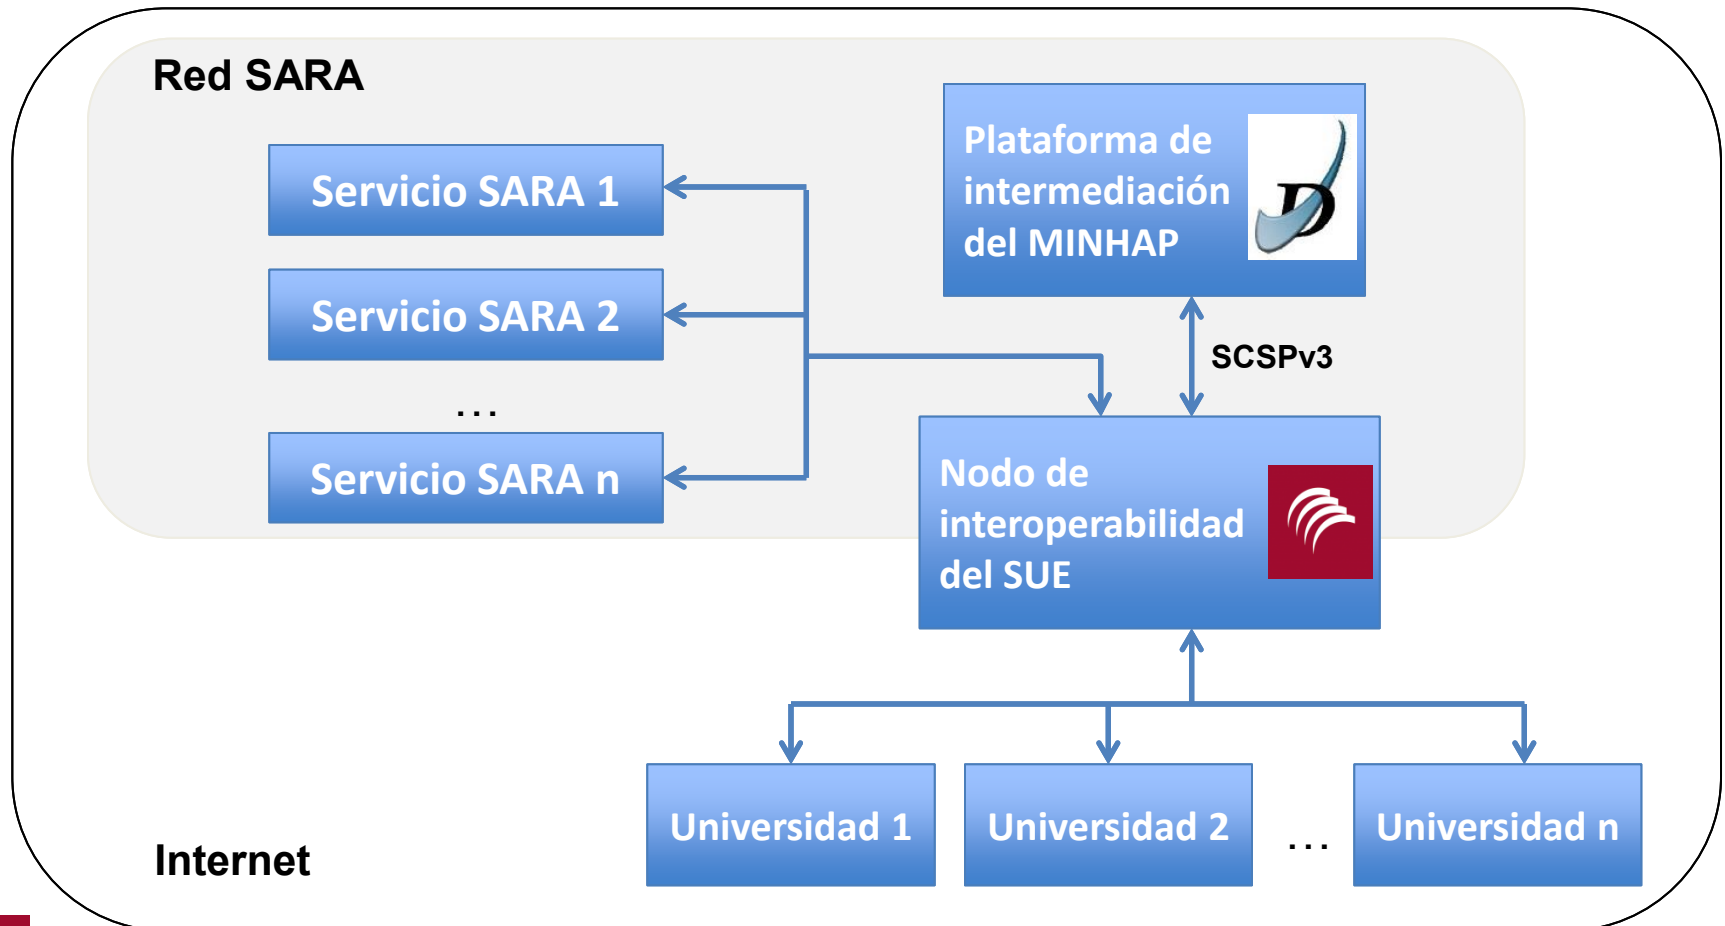 Red SARA
Servicio SARA 1
Servicio SARA 2
...
Servicio SARA n
Plataforma de
intermediación
del MINHAP
D
SCSPv3
Nodo de
interoperabilidad
del SUE
Universidad 1
Universidad 2
...
Universidad n
Internet